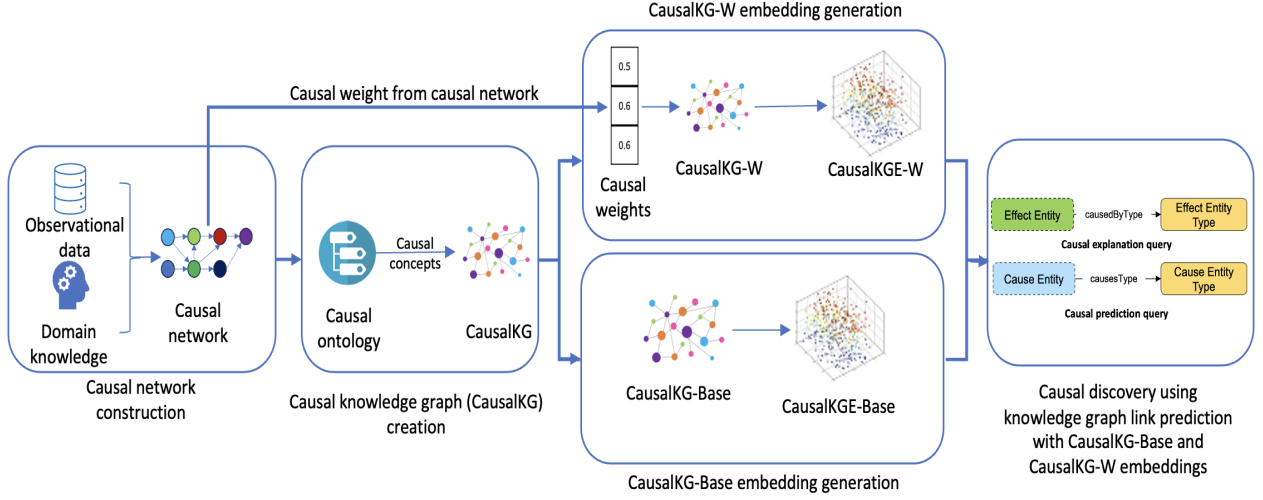 CausalKG-W embedding generation
Causal weight from causal network
0.5
0.6
0.6
Causal
weights
CausalKG-W
CausalKGE-W
Observational
data
Domain
knowledge
Causal
network
Causal network
construction
Causal
ontology
Causal
concepts
CausalKG
Causal knowledge graph (CausalKG)
creation
CausalKG-Base
CausalKGE-Base
CausalKG-Base embedding generation
Effect Entity
causedByType
Effect Entity
Type
Causal explanation query
Cause Entity
causesType
Cause Entity
Type
Causal prediction query
Causal discovery using
knowledge graph link prediction
with CausalKG-Base and
CausalKG-W embeddings